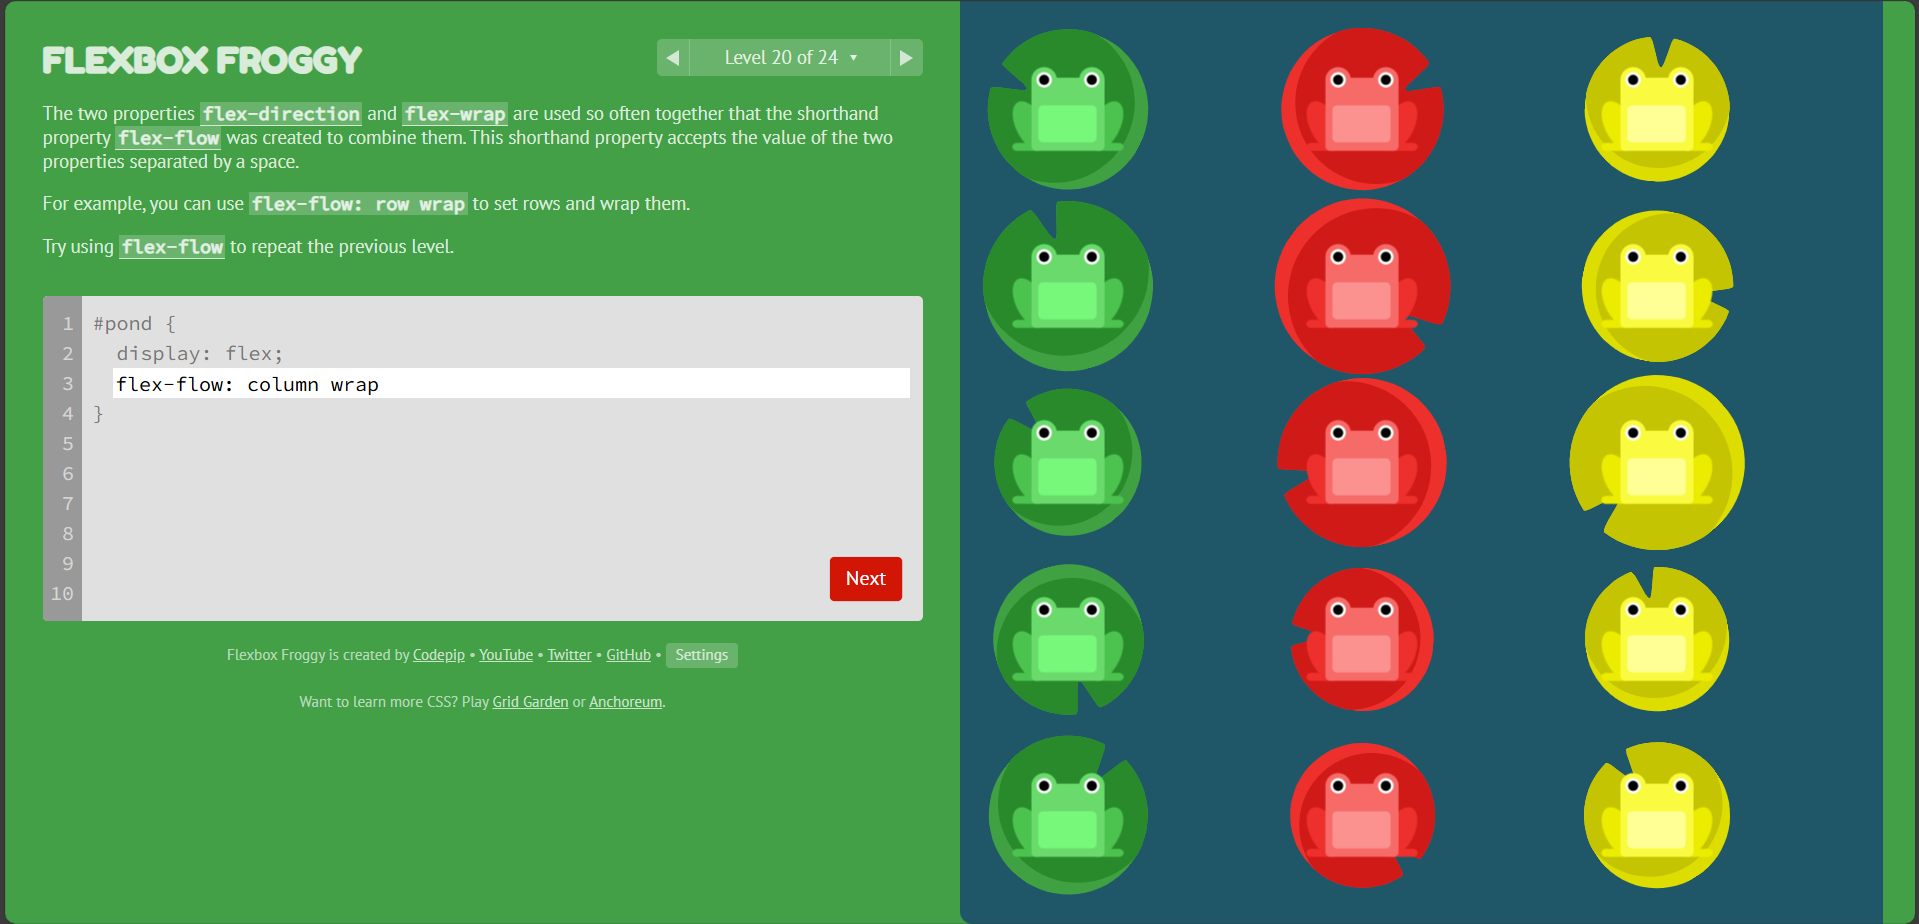 FLEXBOX FROGGY
◀ Level 20 of 24 ▾ ▶
The two properties flex-direction and flex-wrap are used so often together that the shorthand
property flex-flow was created to combine them. This shorthand property accepts the value of the two
properties separated by a space.
For example, you can use flex-flow: row wrap to set rows and wrap them.
Try using flex-flow to repeat the previous level.
1 #pond {
2   display: flex;
3   flex-flow: column wrap
4 }
5
6
7
8
9
10
Next
Flexbox Froggy is created by Codepip • YouTube • Twitter • GitHub • Settings
Want to learn more CSS? Play Grid Garden or Anchoreum.